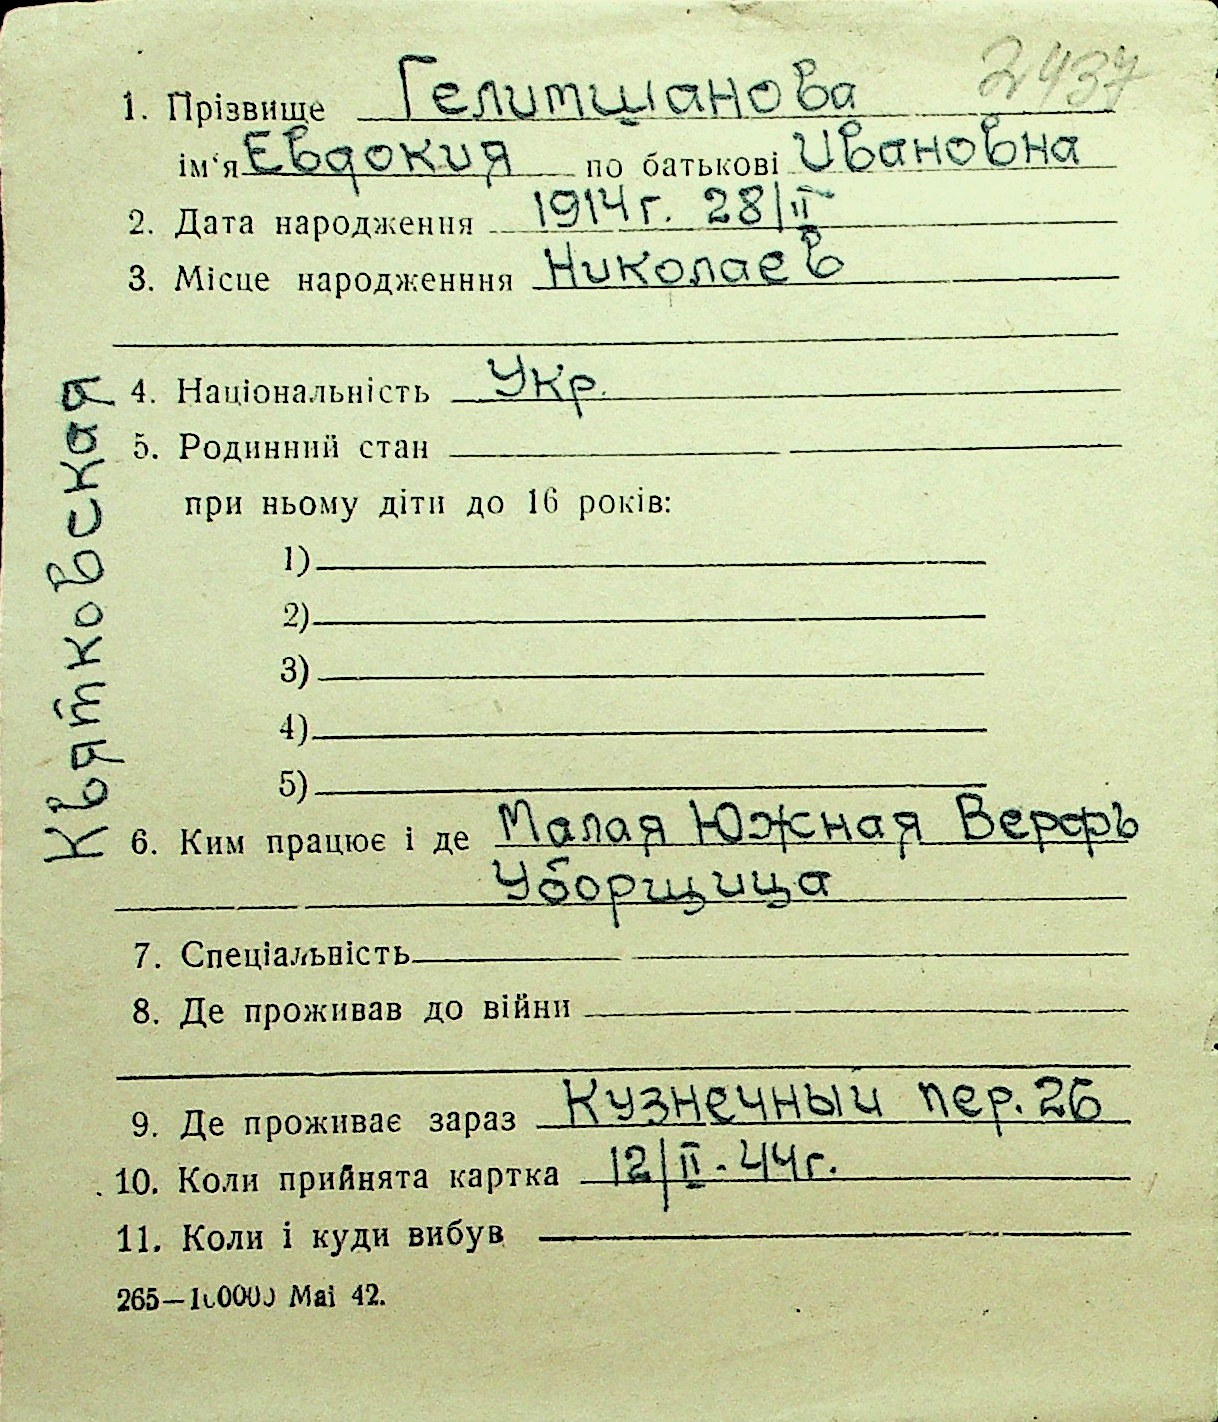 2437
1. Прізвище Гелитшанова
ім'я Евдокия по батькові Ивановна
2. Дата народження 1914 г. 28/II
3. Місце народженння Николаев
4. Національність Укр.
5. Родинний стан
при ньому діти до 16 років:
1)
2)
3)
4)
5)
6. Ким працює і де Малая Южная Верфь
Уборщица
7. Спеціальність
8. Де проживав до війни
9. Де проживає зараз Кузнечный пер. 26
10. Коли прийнята картка 12/II-44г.
11. Коли і куди вибув
265—10000 Mai 42.
Квятковская